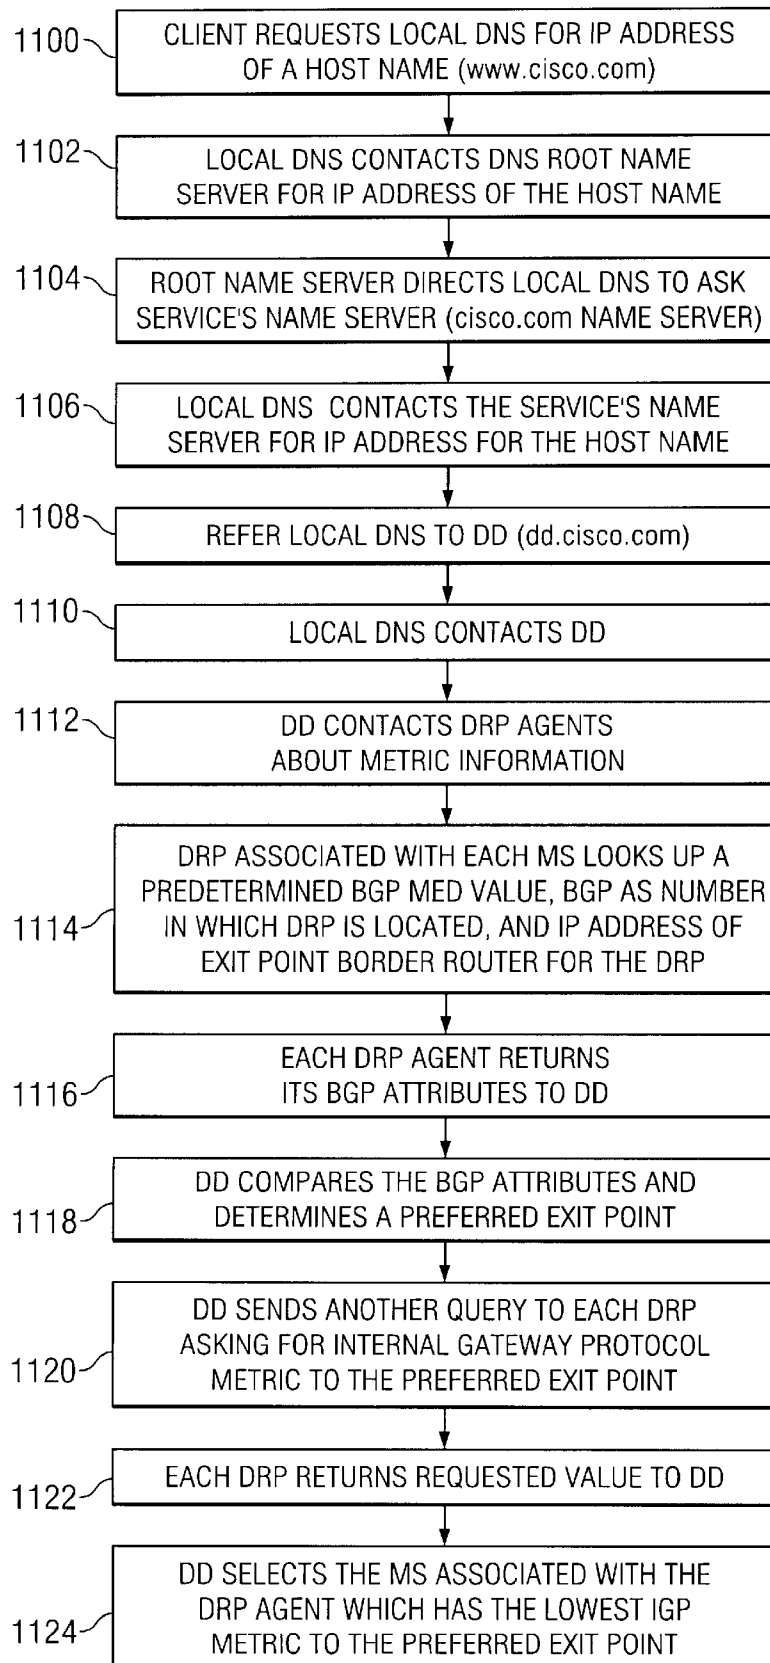 1100
CLIENT REQUESTS LOCAL DNS FOR IP ADDRESS
OF A HOST NAME (www.cisco.com)
1102
LOCAL DNS CONTACTS DNS ROOT NAME
SERVER FOR IP ADDRESS OF THE HOST NAME
1104
ROOT NAME SERVER DIRECTS LOCAL DNS TO ASK
SERVICE'S NAME SERVER (cisco.com NAME SERVER)
1106
LOCAL DNS CONTACTS THE SERVICE'S NAME
SERVER FOR IP ADDRESS FOR THE HOST NAME
1108
REFER LOCAL DNS TO DD (dd.cisco.com)
1110
LOCAL DNS CONTACTS DD
1112
DD CONTACTS DRP AGENTS
ABOUT METRIC INFORMATION
1114
DRP ASSOCIATED WITH EACH MS LOOKS UP A
PREDETERMINED BGP MED VALUE, BGP AS NUMBER
IN WHICH DRP IS LOCATED, AND IP ADDRESS OF
EXIT POINT BORDER ROUTER FOR THE DRP
1116
EACH DRP AGENT RETURNS
ITS BGP ATTRIBUTES TO DD
1118
DD COMPARES THE BGP ATTRIBUTES AND
DETERMINES A PREFERRED EXIT POINT
1120
DD SENDS ANOTHER QUERY TO EACH DRP
ASKING FOR INTERNAL GATEWAY PROTOCOL
METRIC TO THE PREFERRED EXIT POINT
1122
EACH DRP RETURNS REQUESTED VALUE TO DD
1124
DD SELECTS THE MS ASSOCIATED WITH THE
DRP AGENT WHICH HAS THE LOWEST IGP
METRIC TO THE PREFERRED EXIT POINT